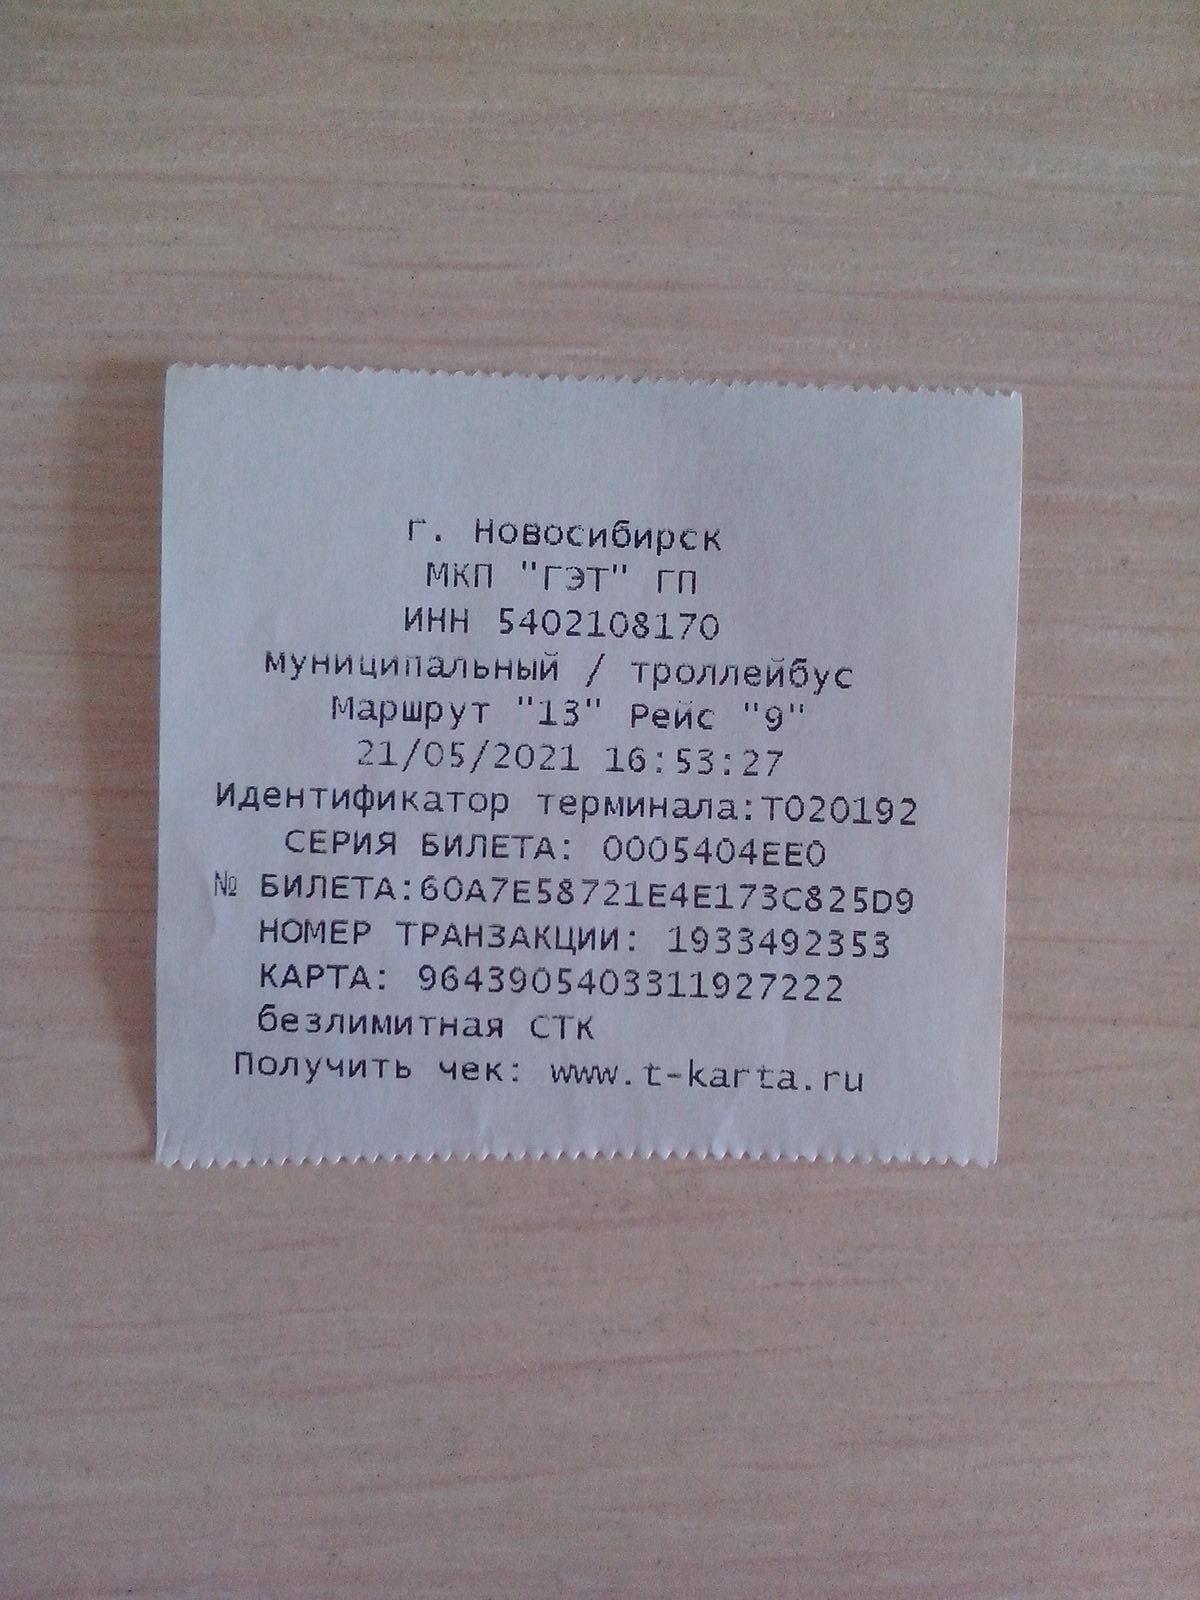 г. Новосибирск
МКП "ГЭТ" ГП
ИНН 5402108170
муниципальный / троллейбус
Маршрут "13" Рейс "9"
21/05/2021 16:53:27
Идентификатор терминала:T020192
СЕРИЯ БИЛЕТА: 0005404EE0
№ БИЛЕТА:60A7E58721E4E173C825D9
НОМЕР ТРАНЗАКЦИИ: 1933492353
КАРТА: 9643905403311927222
безлимитная СТК
Получить чек: www.t-karta.ru